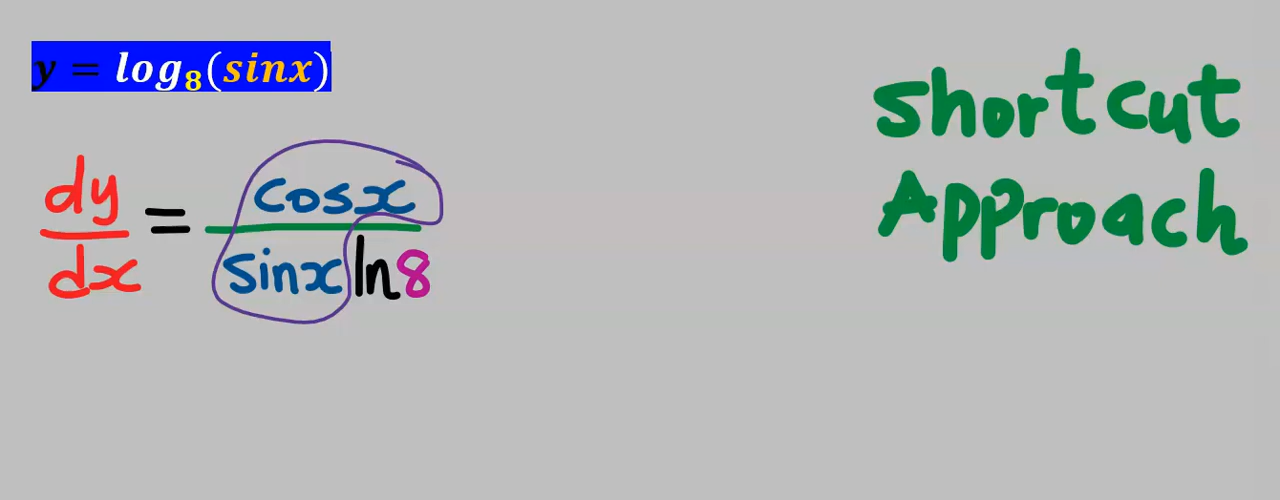 y = log₈(sinx)
Shortcut
Approach
dy/dx = cosx/sinx ln8